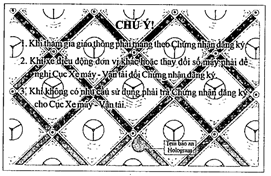 CHÚ Ý!
1. Khi tham gia giao thông phải mang theo Chứng nhận đăng ký.
2. Khi xe điều động đơn vị khác hoặc thay đổi số máy phải đề
nghị Cục Xe máy - Vận tải đổi Chứng nhận đăng ký.
3. Khi không có nhu cầu sử dụng phải trả Chứng nhận đăng ký
cho Cục Xe máy - Vận tải.
Tem bảo an
Hologram